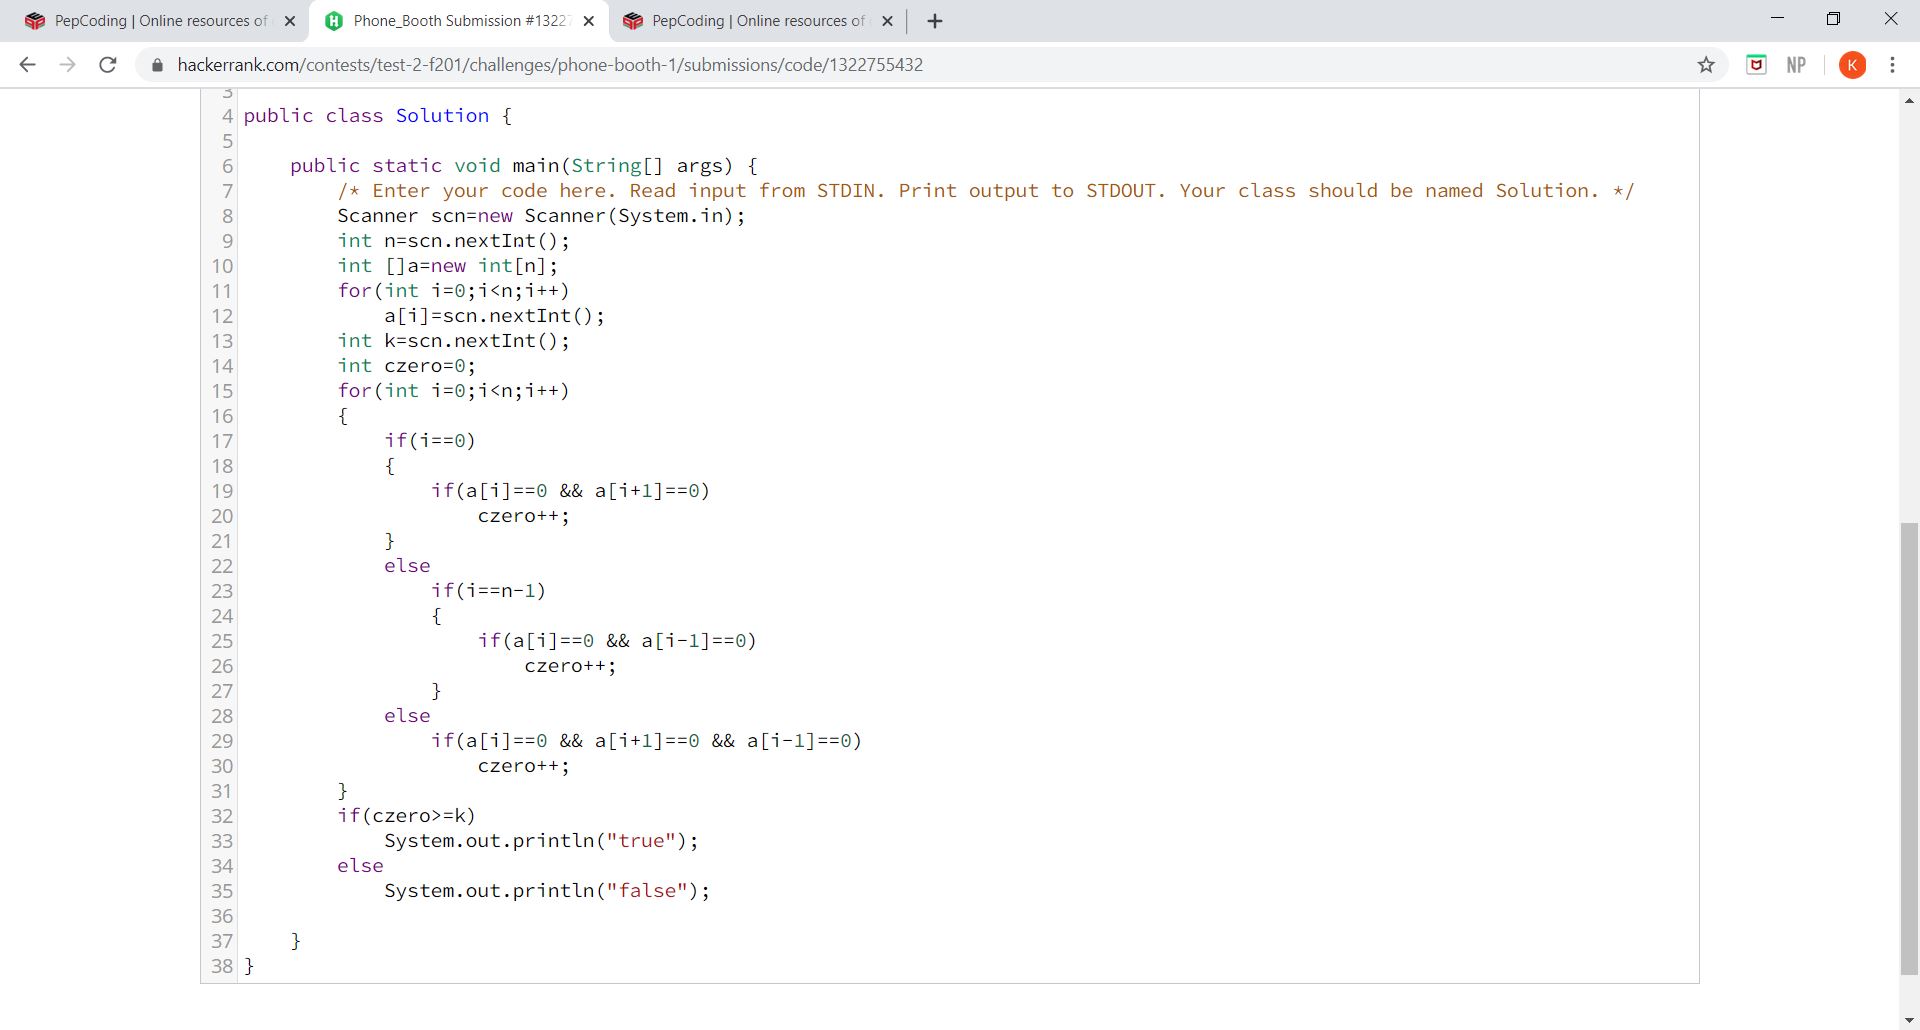 PepCoding | Online resources of
Phone_Booth Submission #1322
PepCoding | Online resources of
hackerrank.com/contests/test-2-f201/challenges/phone-booth-1/submissions/code/1322755432
NP
K
3
4 public class Solution {
5
6 public static void main(String[] args) {
7 /* Enter your code here. Read input from STDIN. Print output to STDOUT. Your class should be named Solution. */
8 Scanner scn=new Scanner(System.in);
9 int n=scn.nextInt();
10 int []a=new int[n];
11 for(int i=0;i<n;i++)
12 a[i]=scn.nextInt();
13 int k=scn.nextInt();
14 int czero=0;
15 for(int i=0;i<n;i++)
16 {
17 if(i==0)
18 {
19 if(a[i]==0 && a[i+1]==0)
20 czero++;
21 }
22 else
23 if(i==n-1)
24 {
25 if(a[i]==0 && a[i-1]==0)
26 czero++;
27 }
28 else
29 if(a[i]==0 && a[i+1]==0 && a[i-1]==0)
30 czero++;
31 }
32 if(czero>=k)
33 System.out.println("true");
34 else
35 System.out.println("false");
36
37 }
38 }